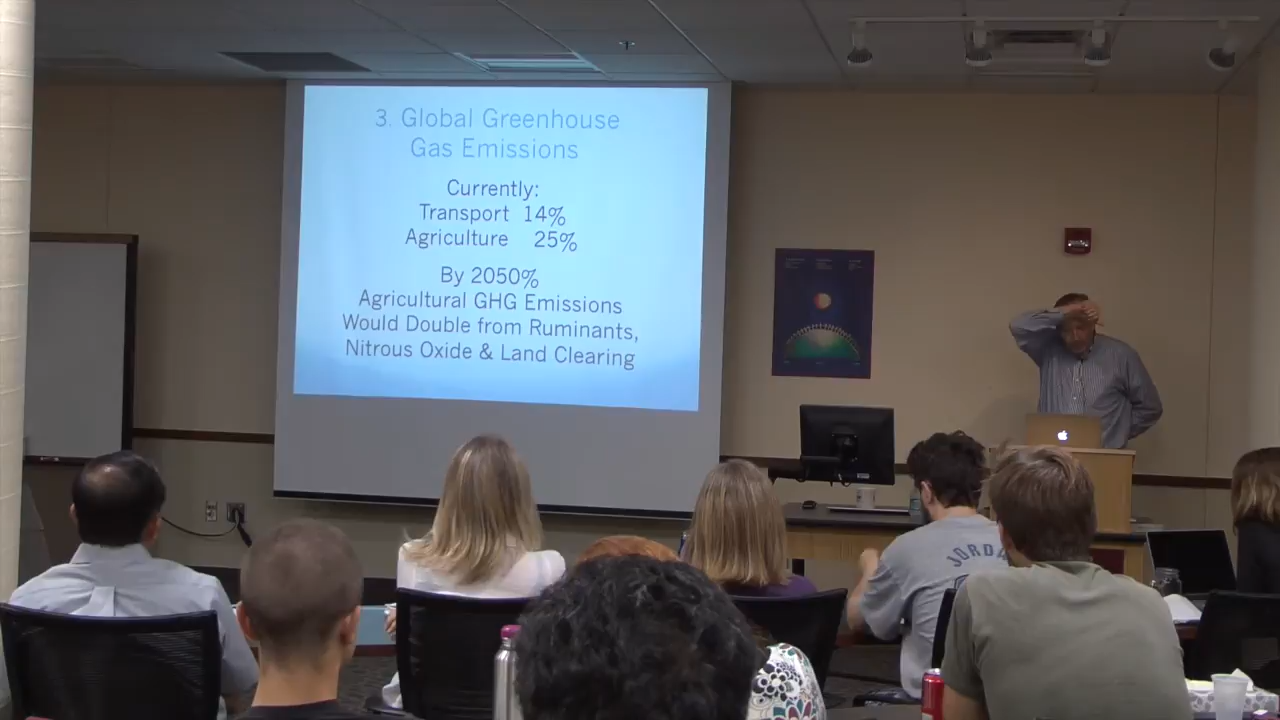 3. Global Greenhouse
Gas Emissions
Currently:
Transport 14%
Agriculture 25%
By 2050%
Agricultural GHG Emissions
Would Double from Ruminants,
Nitrous Oxide & Land Clearing